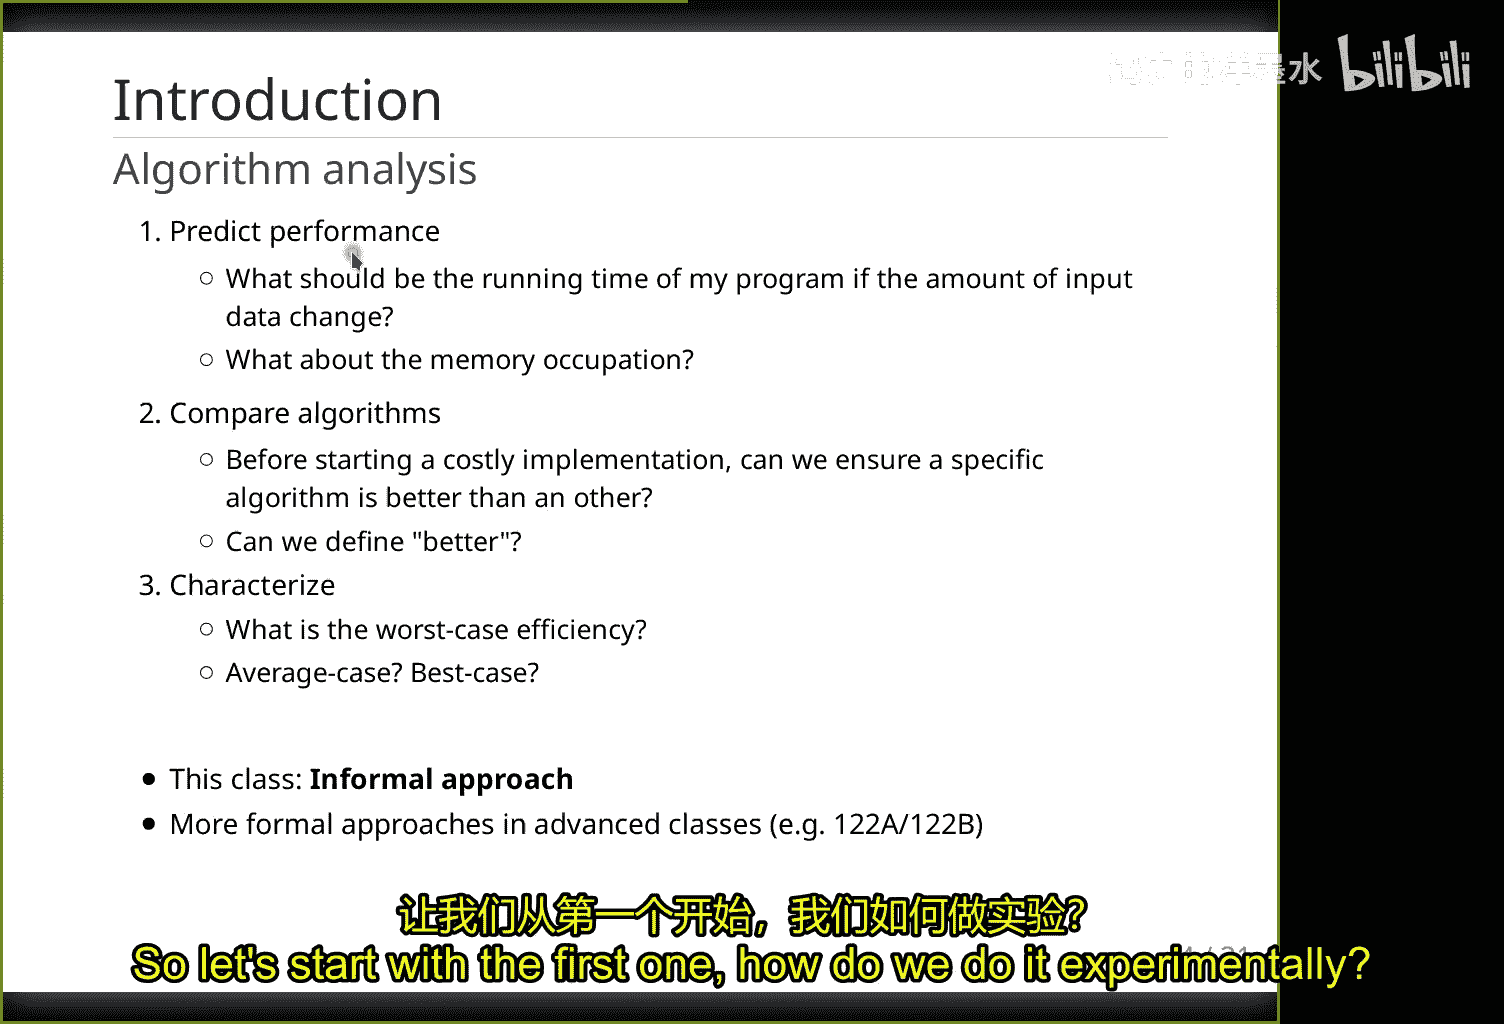 水 bilibili
Introduction
Algorithm analysis
1. Predict performance
○ What should be the running time of my program if the amount of input
data change?
○ What about the memory occupation?
2. Compare algorithms
○ Before starting a costly implementation, can we ensure a specific
algorithm is better than an other?
○ Can we define "better"?
3. Characterize
○ What is the worst-case efficiency?
○ Average-case? Best-case?
● This class: Informal approach
● More formal approaches in advanced classes (e.g. 122A/122B)
让我们从第一个开始，我们如何做实验？
So let's start with the first one, how do we do it experimentally?